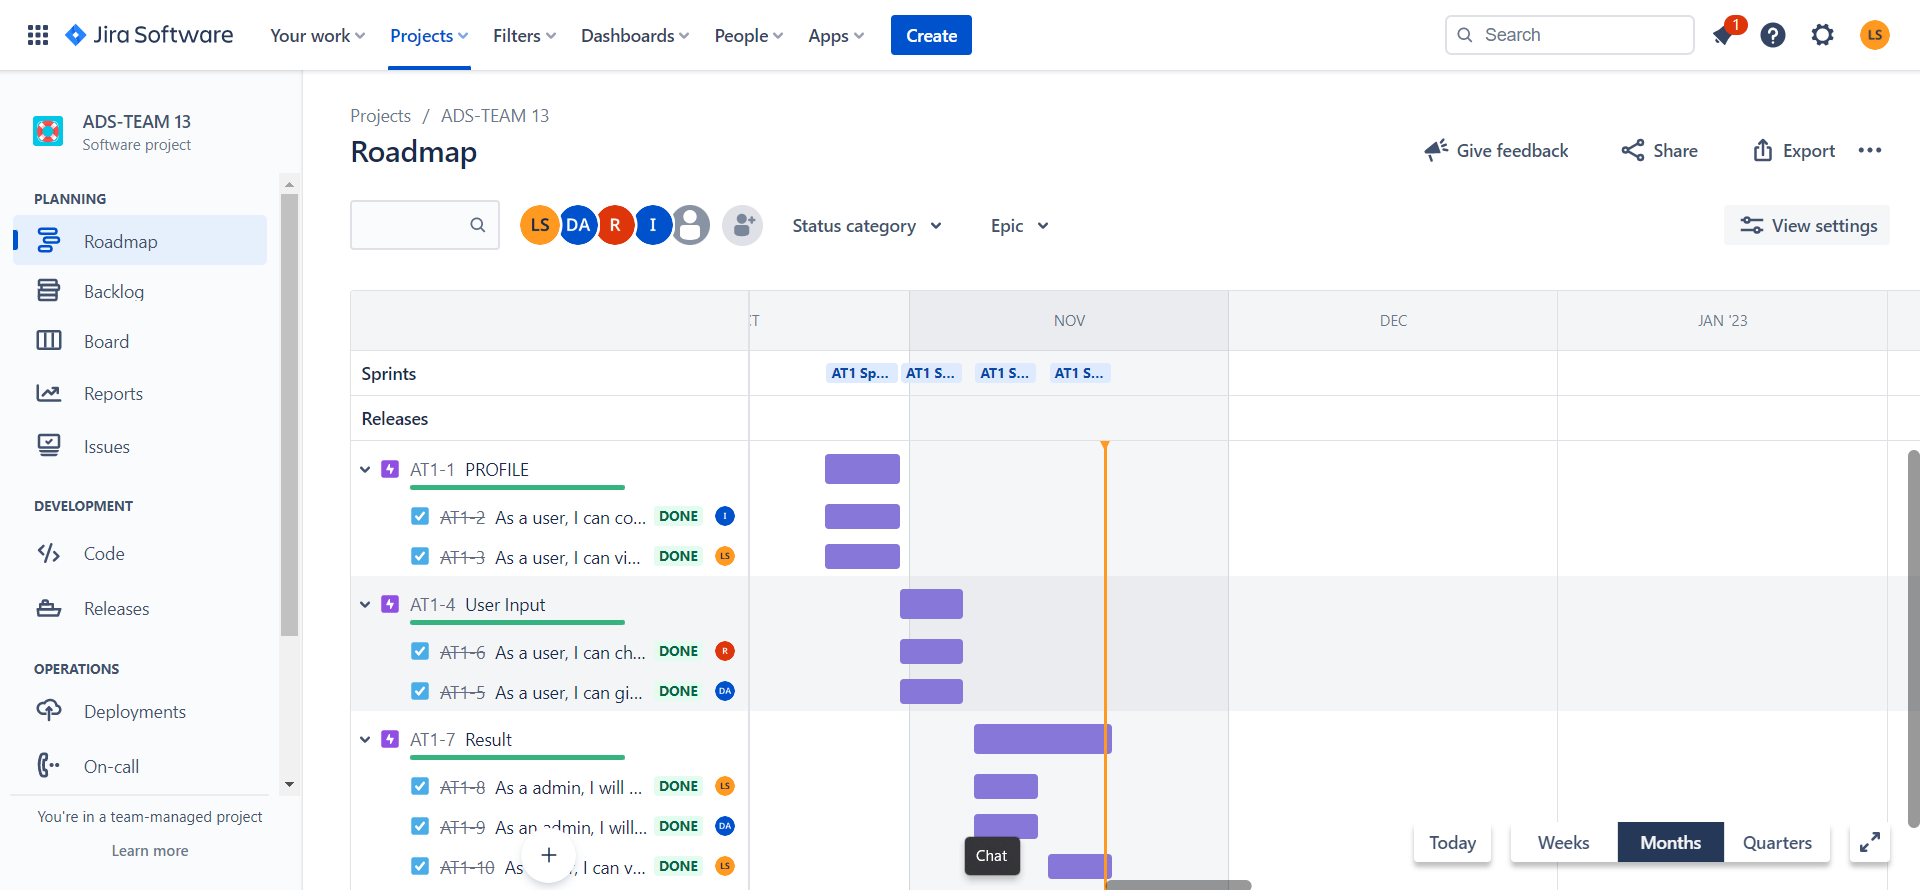 Jira Software Your work Projects Filters Dashboards People Apps Create Search 1 LS
ADS-TEAM 13
Software project
PLANNING
Roadmap
Backlog
Board
Reports
Issues
DEVELOPMENT
Code
Releases
OPERATIONS
Deployments
On-call
You're in a team-managed project
Learn more
Projects / ADS-TEAM 13
Roadmap
Give feedback Share Export
LS DA R I Status category Epic View settings
NOV DEC JAN '23
Sprints AT1 Sp... AT1 S... AT1 S... AT1 S...
Releases
AT1-1 PROFILE
AT1-2 As a user, I can co... DONE I
AT1-3 As a user, I can vi... DONE LS
AT1-4 User Input
AT1-6 As a user, I can ch... DONE R
AT1-5 As a user, I can gi... DONE DA
AT1-7 Result
AT1-8 As a admin, I will ... DONE LS
AT1-9 As an admin, I will... DONE DA
AT1-10 As I can v... DONE LS
Chat
Today Weeks Months Quarters